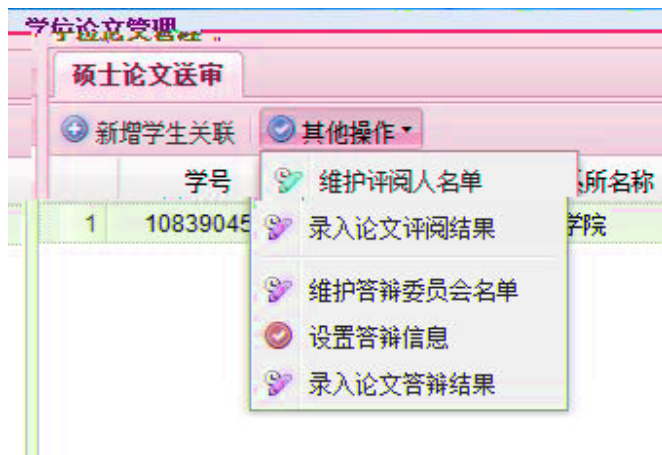 学位论文管理
硕士论文送审
新增学生关联 其他操作
学号 所名称
1 10839045 学院
维护评阅人名单
录入论文评阅结果
维护答辩委员会名单
设置答辩信息
录入论文答辩结果